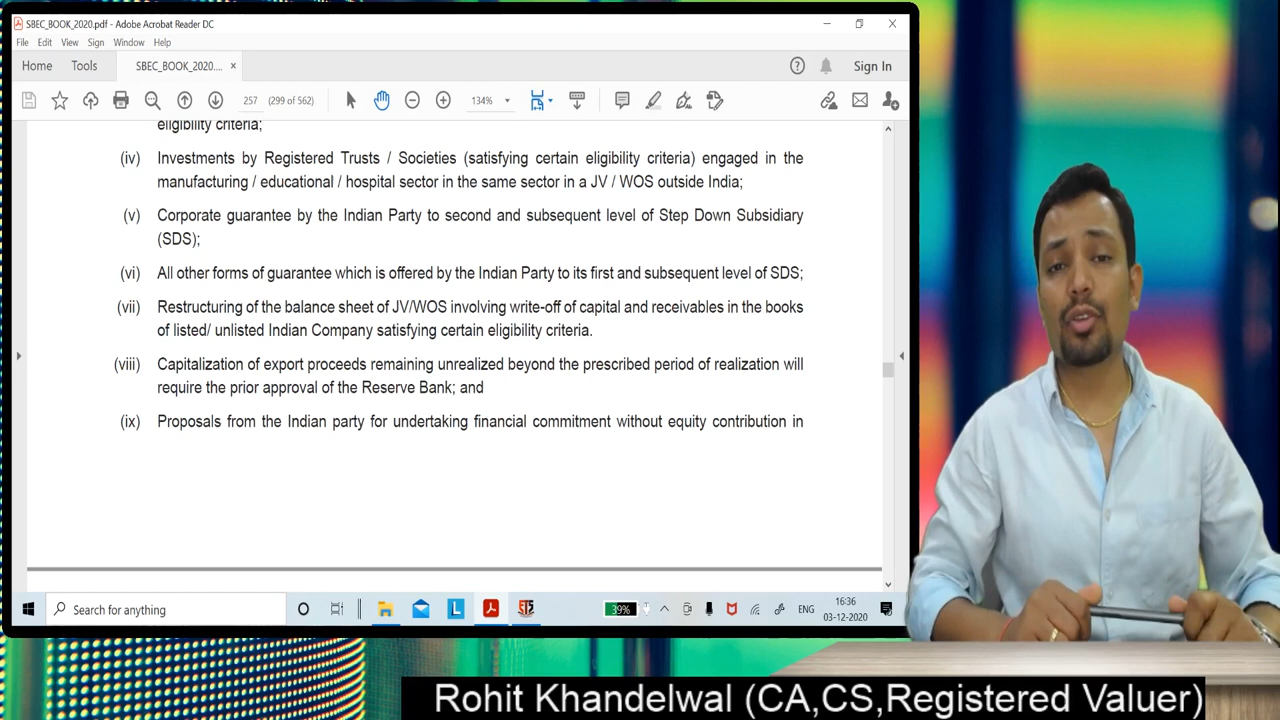 SBEC_BOOK_2020.pdf - Adobe Acrobat Reader DC
File Edit View Sign Window Help
Home Tools SBEC_BOOK_2020.... × Sign In
257 (299 of 562) 134%
eligibility criteria;
(iv) Investments by Registered Trusts / Societies (satisfying certain eligibility criteria) engaged in the
manufacturing / educational / hospital sector in the same sector in a JV / WOS outside India;
(v) Corporate guarantee by the Indian Party to second and subsequent level of Step Down Subsidiary
(SDS);
(vi) All other forms of guarantee which is offered by the Indian Party to its first and subsequent level of SDS;
(vii) Restructuring of the balance sheet of JV/WOS involving write-off of capital and receivables in the books
of listed/ unlisted Indian Company satisfying certain eligibility criteria.
(viii) Capitalization of export proceeds remaining unrealized beyond the prescribed period of realization will
require the prior approval of the Reserve Bank; and
(ix) Proposals from the Indian party for undertaking financial commitment without equity contribution in
Search for anything L 39% ENG 16:36
03-12-2020
Rohit Khandelwal (CA,CS,Registered Valuer)